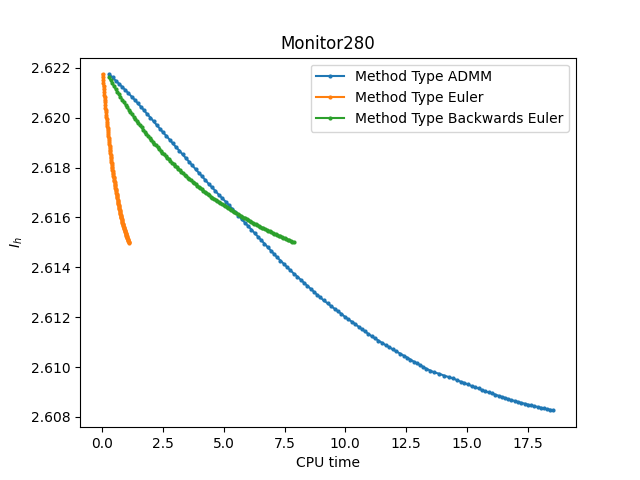 Monitor280
2.622
2.620
2.618
2.616
2.614
2.612
2.610
2.608
I_h
Method Type ADMM
Method Type Euler
Method Type Backwards Euler
0.0 2.5 5.0 7.5 10.0 12.5 15.0 17.5
CPU time